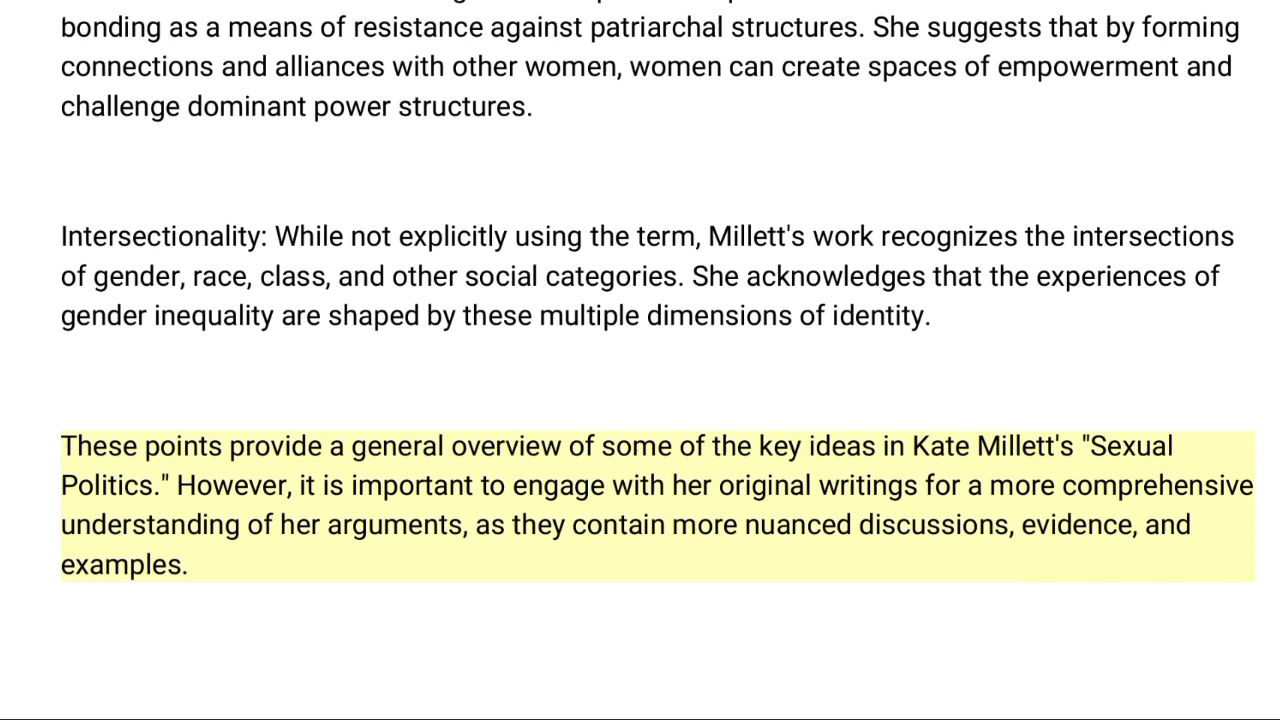 bonding as a means of resistance against patriarchal structures. She suggests that by forming
connections and alliances with other women, women can create spaces of empowerment and
challenge dominant power structures.
Intersectionality: While not explicitly using the term, Millett's work recognizes the intersections
of gender, race, class, and other social categories. She acknowledges that the experiences of
gender inequality are shaped by these multiple dimensions of identity.
These points provide a general overview of some of the key ideas in Kate Millett's "Sexual
Politics." However, it is important to engage with her original writings for a more comprehensive
understanding of her arguments, as they contain more nuanced discussions, evidence, and
examples.